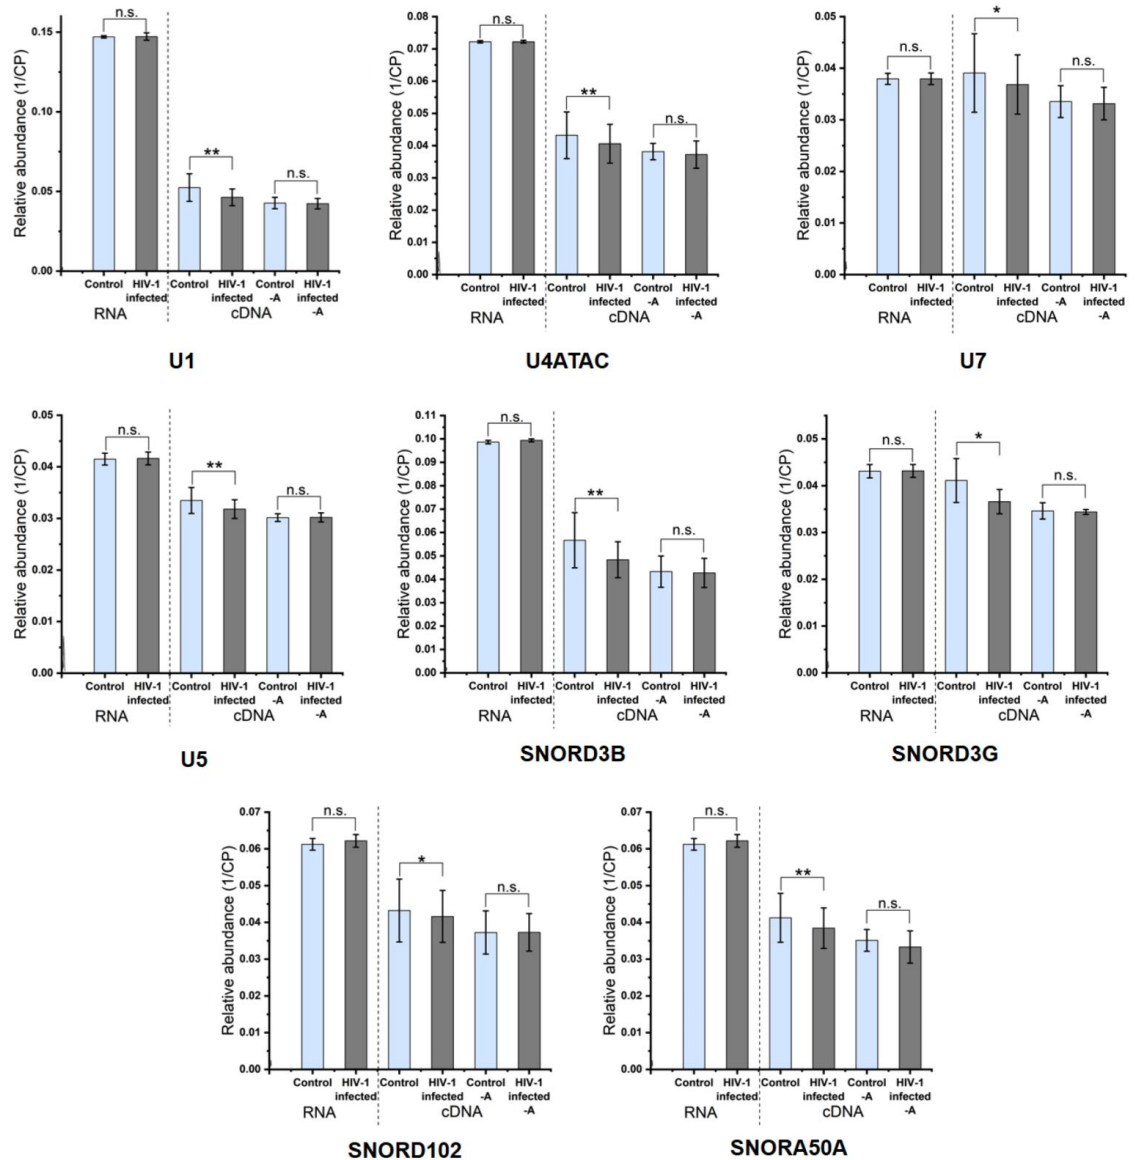 Relative abundance (1/CP)
0.15
0.10
0.05
0.00
n.s.
**
n.s.
Control HIV-1 infected Control HIV-1 infected Control -A HIV-1 infected -A
RNA cDNA
U1
Relative abundance (1/CP)
0.08
0.07
0.06
0.05
0.04
0.03
0.02
0.01
0.00
n.s.
**
n.s.
Control HIV-1 infected Control HIV-1 infected Control -A HIV-1 infected -A
RNA cDNA
U4ATAC
Relative abundance (1/CP)
0.05
0.04
0.03
0.02
0.01
0.00
n.s.
*
n.s.
Control HIV-1 infected Control HIV-1 infected Control -A HIV-1 infected -A
RNA cDNA
U7
Relative abundance (1/CP)
0.05
0.04
0.03
0.02
0.01
0.00
n.s.
**
n.s.
Control HIV-1 infected Control HIV-1 infected Control -A HIV-1 infected -A
RNA cDNA
U5
Relative abundance (1/CP)
0.11
0.10
0.09
0.08
0.07
0.06
0.05
0.04
0.03
0.02
0.01
0.00
n.s.
**
n.s.
Control HIV-1 infected Control HIV-1 infected Control -A HIV-1 infected -A
RNA cDNA
SNORD3B
Relative abundance (1/CP)
0.05
0.04
0.03
0.02
0.01
0.00
n.s.
*
n.s.
Control HIV-1 infected Control HIV-1 infected Control -A HIV-1 infected -A
RNA cDNA
SNORD3G
Relative abundance (1/CP)
0.07
0.06
0.05
0.04
0.03
0.02
0.01
0.00
n.s.
*
n.s.
Control HIV-1 infected Control HIV-1 infected Control -A HIV-1 infected -A
RNA cDNA
SNORD102
Relative abundance (1/CP)
0.07
0.06
0.05
0.04
0.03
0.02
0.01
0.00
n.s.
**
n.s.
Control HIV-1 infected Control HIV-1 infected Control -A HIV-1 infected -A
RNA cDNA
SNORA50A